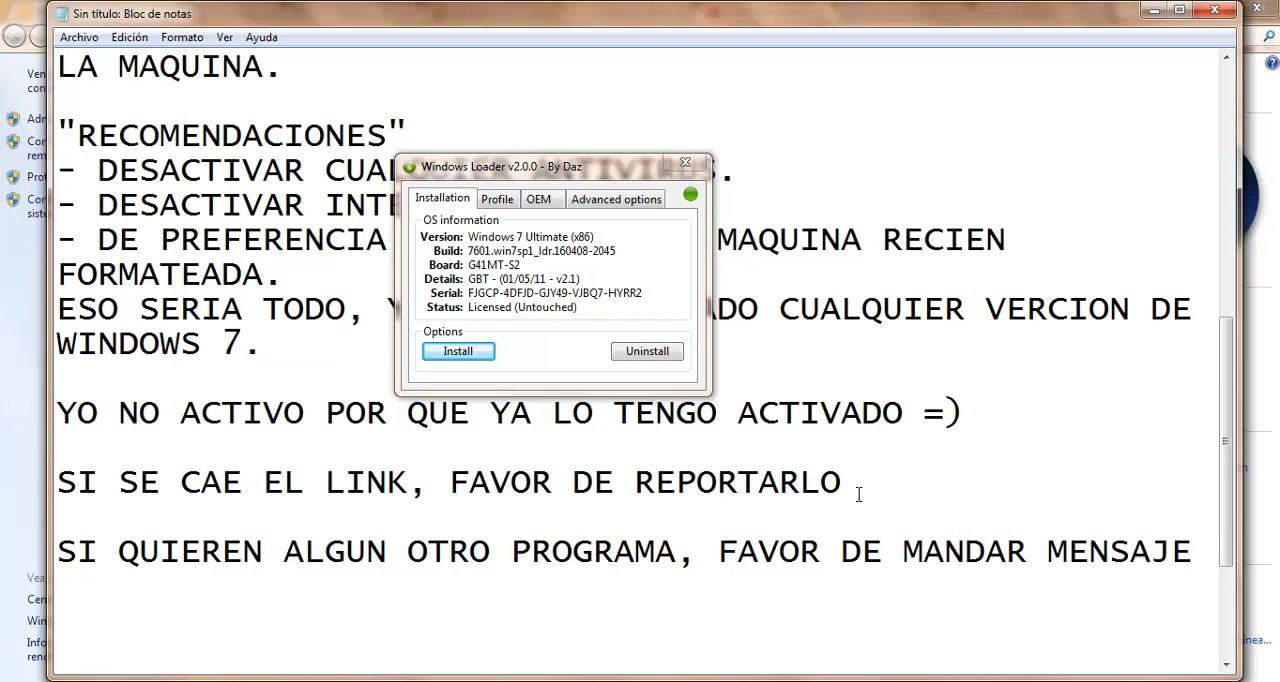 Sin título: Bloc de notas
Archivo Edición Formato Ver Ayuda
LA MAQUINA.
"RECOMENDACIONES"
- DESACTIVAR CUALQUIER ANTIVIRUS.
- DESACTIVAR INTE
- DE PREFERENCIA MAQUINA RECIEN
FORMATEADA.
ESO SERIA TODO, ADO CUALQUIER VERCION DE
WINDOWS 7.
YO NO ACTIVO POR QUE YA LO TENGO ACTIVADO =)
SI SE CAE EL LINK, FAVOR DE REPORTARLO
SI QUIEREN ALGUN OTRO PROGRAMA, FAVOR DE MANDAR MENSAJE
Windows Loader v2.0.0 - By Daz
Installation Profile OEM Advanced options
OS information
Version: Windows 7 Ultimate (x86)
Build: 7601.win7sp1_ldr.160408-2045
Board: G41MT-S2
Details: GBT - (01/05/11 - v2.1)
Serial: FJGCP-4DFJD-GJY49-VJBQ7-HYRR2
Status: Licensed (Untouched)
Options
Install Uninstall